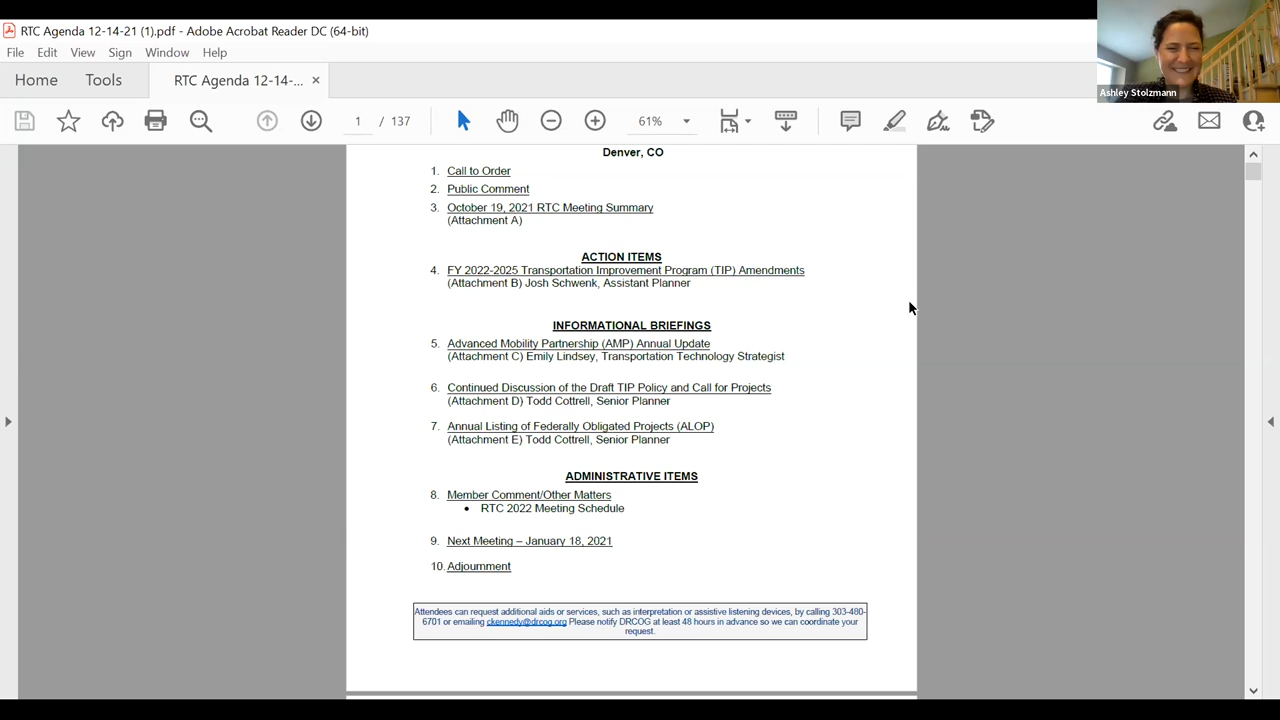 RTC Agenda 12-14-21 (1).pdf - Adobe Acrobat Reader DC (64-bit)
File Edit View Sign Window Help
Home Tools RTC Agenda 12-14-... ×
1 / 137 61%
Ashley Stolzmann
Denver, CO
1. Call to Order
2. Public Comment
3. October 19, 2021 RTC Meeting Summary
(Attachment A)
ACTION ITEMS
4. FY 2022-2025 Transportation Improvement Program (TIP) Amendments
(Attachment B) Josh Schwenk, Assistant Planner
INFORMATIONAL BRIEFINGS
5. Advanced Mobility Partnership (AMP) Annual Update
(Attachment C) Emily Lindsey, Transportation Technology Strategist
6. Continued Discussion of the Draft TIP Policy and Call for Projects
(Attachment D) Todd Cottrell, Senior Planner
7. Annual Listing of Federally Obligated Projects (ALOP)
(Attachment E) Todd Cottrell, Senior Planner
ADMINISTRATIVE ITEMS
8. Member Comment/Other Matters
• RTC 2022 Meeting Schedule
9. Next Meeting – January 18, 2021
10. Adjournment
Attendees can request additional aids or services, such as interpretation or assistive listening devices, by calling 303-480-
6701 or emailing ckennedy@drcog.org Please notify DRCOG at least 48 hours in advance so we can coordinate your
request.